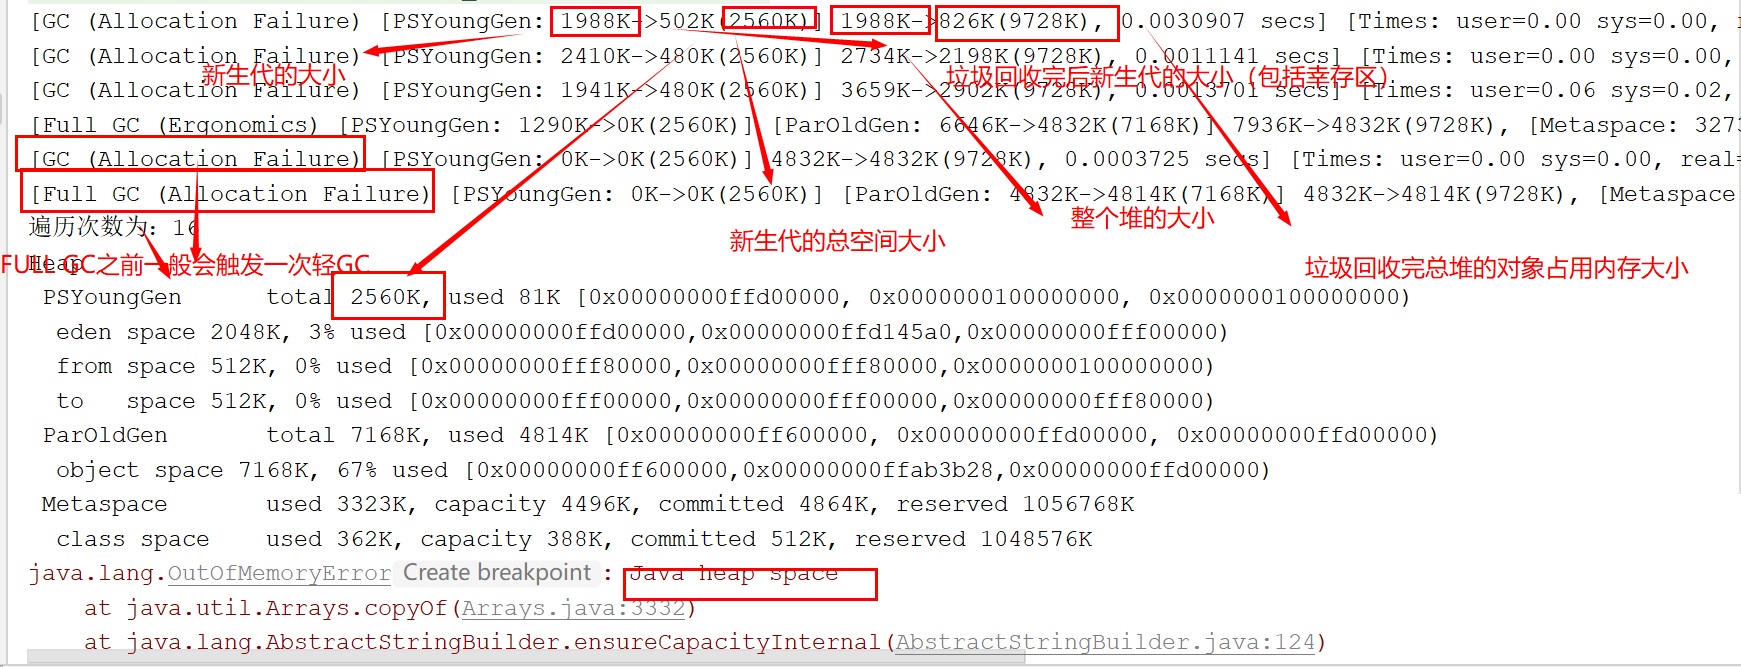 [GC (Allocation Failure) [PSYoungGen: 1988K->502K(2560K)] 1988K->826K(9728K), 0.0030907 secs] [Times: user=0.00 sys=0.00,
[GC (Allocation Failure) [PSYoungGen: 2410K->480K(2560K)] 2734K->2198K(9728K), 0.0011141 secs] [Times: user=0.00 sys=0.00,
新生代的大小
垃圾回收完后新生代的大小（包括幸存区）
[GC (Allocation Failure) [PSYoungGen: 1941K->480K(2560K)] 3659K->2902K(9728K), 0.0013701 secs] [Times: user=0.06 sys=0.02,
[Full GC (Ergonomics) [PSYoungGen: 1290K->0K(2560K)] [ParOldGen: 6646K->4832K(7168K)] 7936K->4832K(9728K), [Metaspace: 3273
[GC (Allocation Failure) [PSYoungGen: 0K->0K(2560K)] 4832K->4832K(9728K), 0.0003725 secs] [Times: user=0.00 sys=0.00, real=
[Full GC (Allocation Failure) [PSYoungGen: 0K->0K(2560K)] [ParOldGen: 4832K->4814K(7168K)] 4832K->4814K(9728K), [Metaspace
整个堆的大小
遍历次数为：16
新生代的总空间大小
Heap
FULL GC之前一般会触发一次轻GC
垃圾回收完总堆的对象占用内存大小
PSYoungGen total 2560K, used 81K [0x00000000ffd00000, 0x0000000100000000, 0x0000000100000000)
eden space 2048K, 3% used [0x00000000ffd00000,0x00000000ffd145a0,0x00000000fff00000)
from space 512K, 0% used [0x00000000fff80000,0x00000000fff80000,0x0000000100000000)
to space 512K, 0% used [0x00000000fff00000,0x00000000fff00000,0x00000000fff80000)
ParOldGen total 7168K, used 4814K [0x00000000ff600000, 0x00000000ffd00000, 0x00000000ffd00000)
object space 7168K, 67% used [0x00000000ff600000,0x00000000ffab3b28,0x00000000ffd00000)
Metaspace used 3323K, capacity 4496K, committed 4864K, reserved 1056768K
class space used 362K, capacity 388K, committed 512K, reserved 1048576K
java.lang.OutOfMemoryError Create breakpoint : Java heap space
at java.util.Arrays.copyOf(Arrays.java:3332)
at java.lang.AbstractStringBuilder.ensureCapacityInternal(AbstractStringBuilder.java:124)